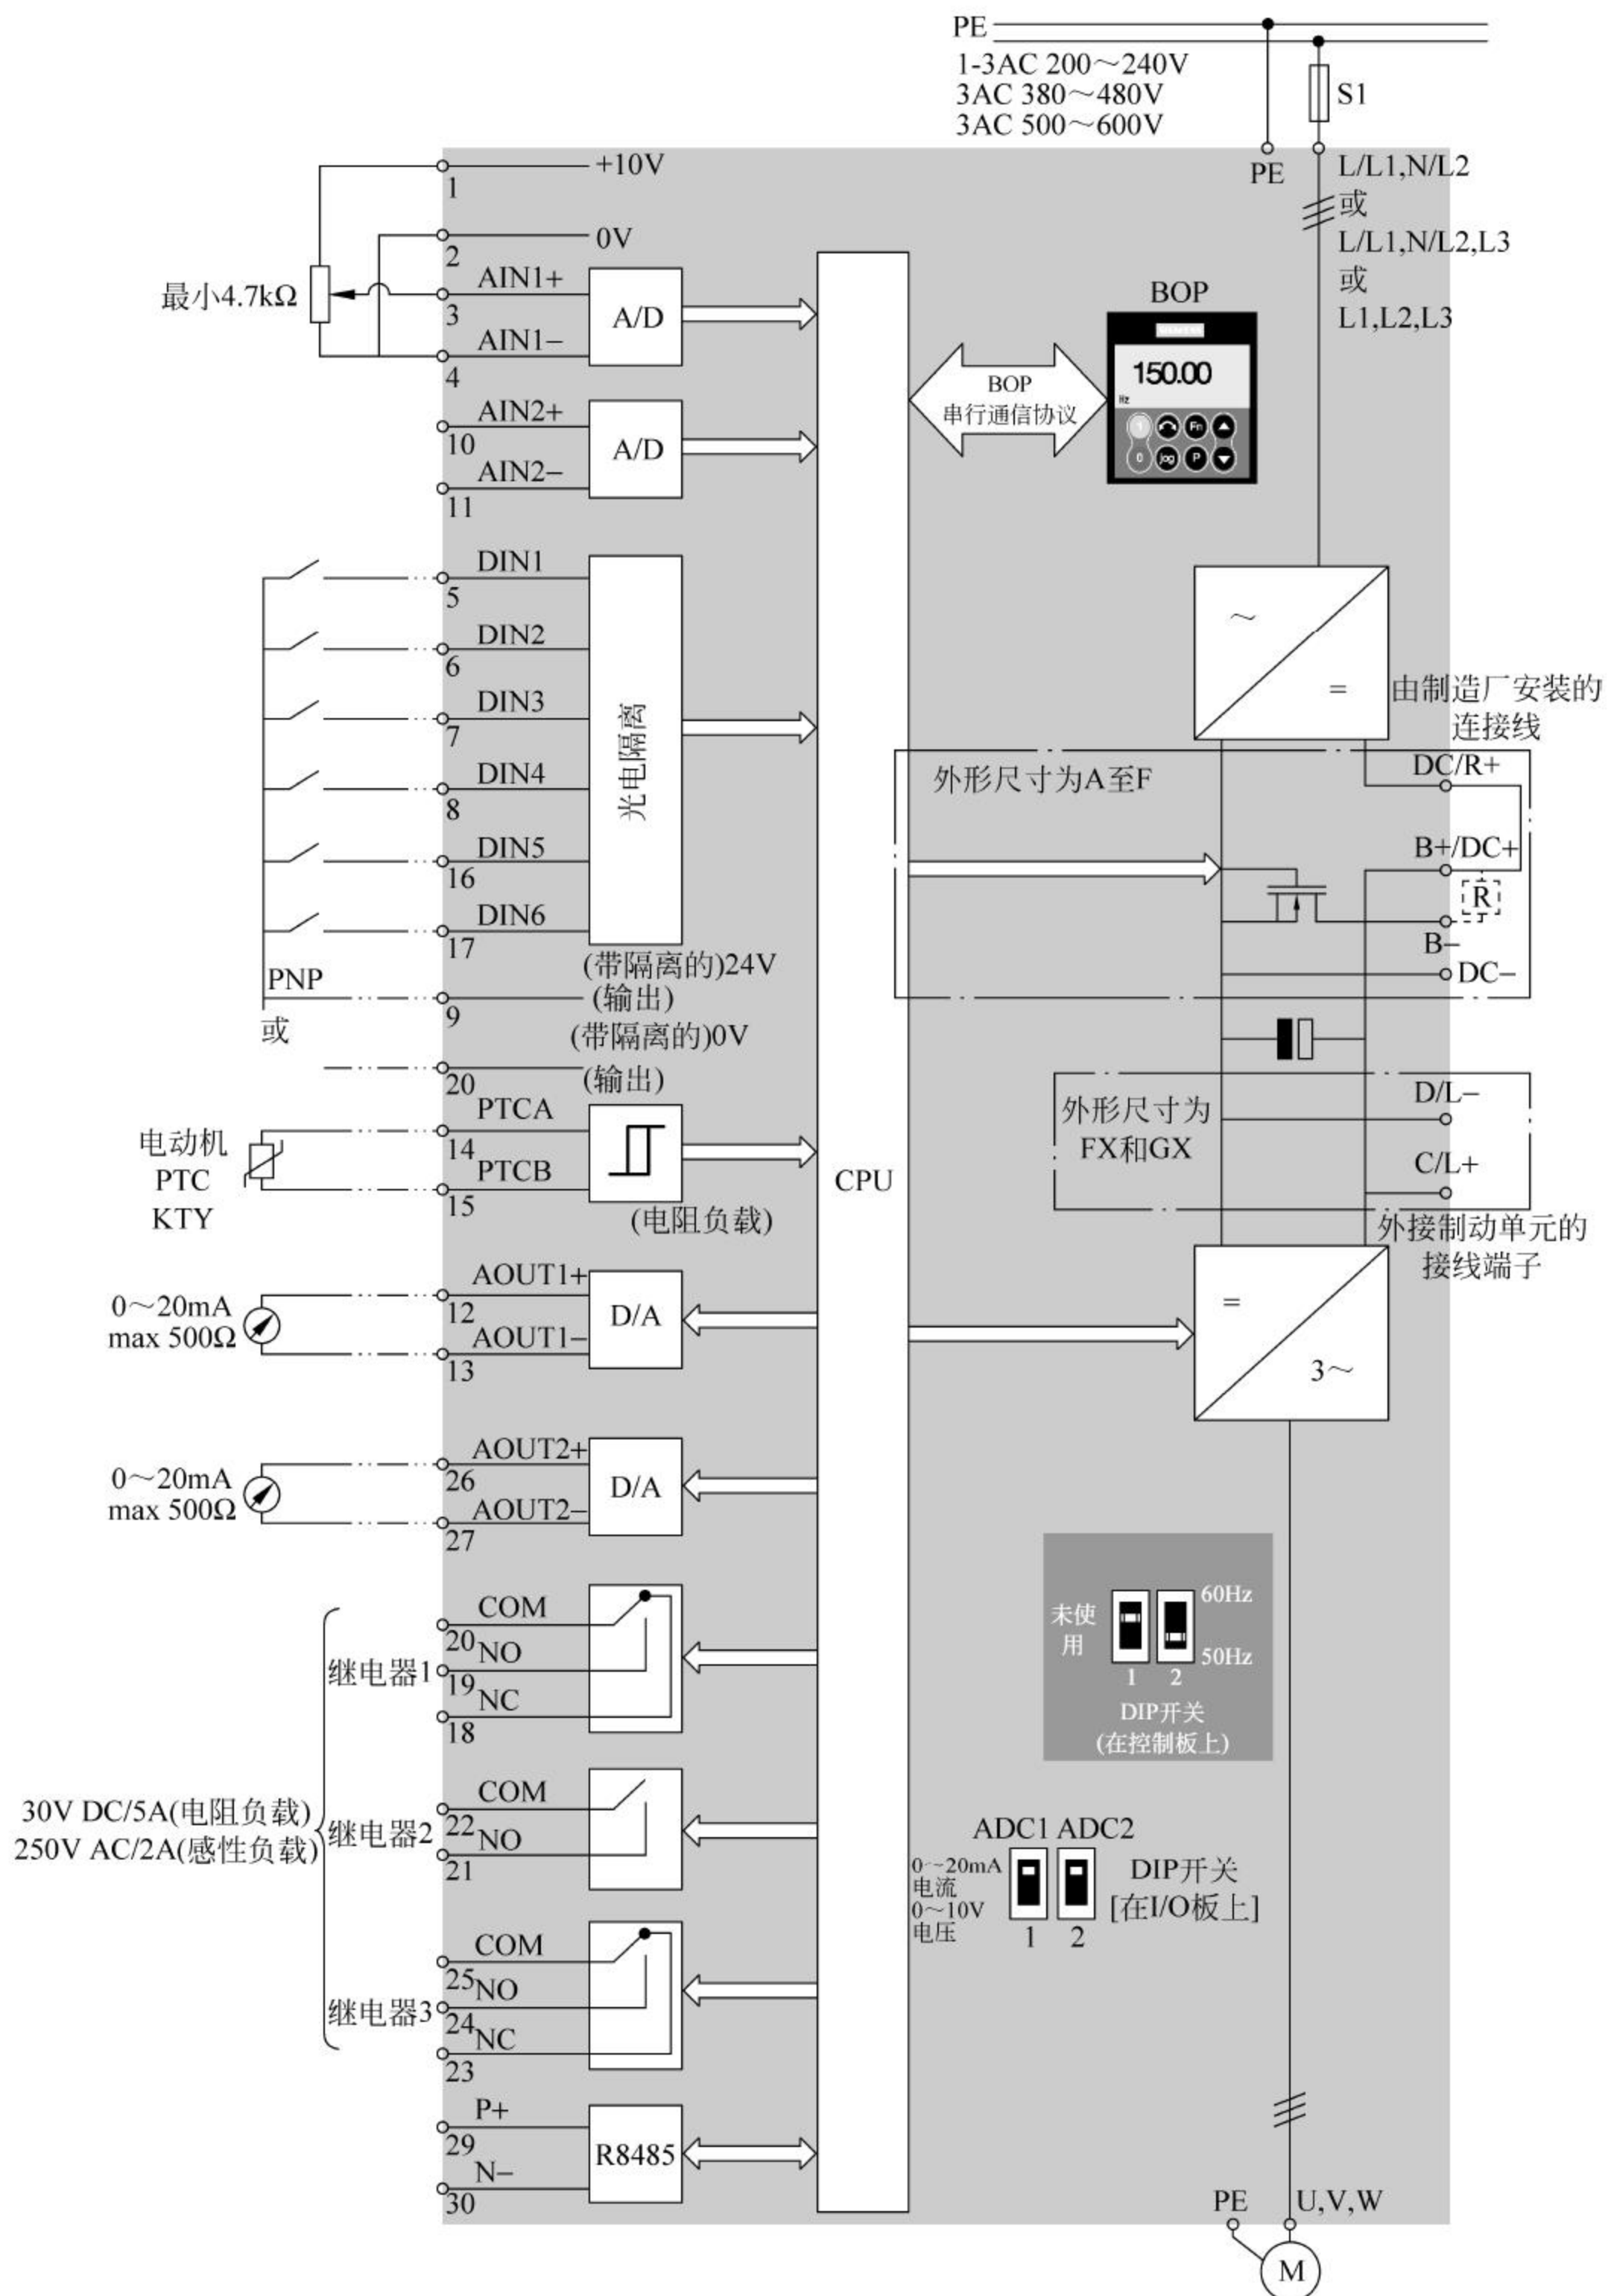 PE
1-3AC 200～240V
3AC 380～480V
3AC 500～600V
S1
PE
L/L1,N/L2
或
L/L1,N/L2,L3
或
L1,L2,L3
1
+10V
2
0V
最小4.7kΩ
AIN1+
3
AIN1−
4
A/D
AIN2+
10
AIN2−
11
A/D
BOP
150.00
Hz
1
Fn
0
jog
P
BOP
串行通信协议
DIN1
5
DIN2
6
DIN3
7
DIN4
8
DIN5
16
DIN6
17
光电隔离
PNP
或
(带隔离的)24V
(输出)
9
(带隔离的)0V
(输出)
20
～
=
由制造厂安装的
连接线
外形尺寸为A至F
DC/R+
B+/DC+
R
B−
DC−
外形尺寸为
FX和GX
D/L−
C/L+
外接制动单元的
接线端子
CPU
电动机
PTC
KTY
PTCA
14
PTCB
15
(电阻负载)
0～20mA
max 500Ω
AOUT1+
12
AOUT1−
13
D/A
=
3～
0～20mA
max 500Ω
AOUT2+
26
AOUT2−
27
D/A
30V DC/5A(电阻负载)
250V AC/2A(感性负载)
继电器1
COM
20
NO
19
NC
18
继电器2
COM
22
NO
21
继电器3
COM
25
NO
24
NC
23
P+
29
N−
30
R8485
未使
用
60Hz
50Hz
1 2
DIP开关
(在控制板上)
ADC1 ADC2
0～20mA
电流
0～10V
电压
1 2
DIP开关
[在I/O板上]
PE
U,V,W
M